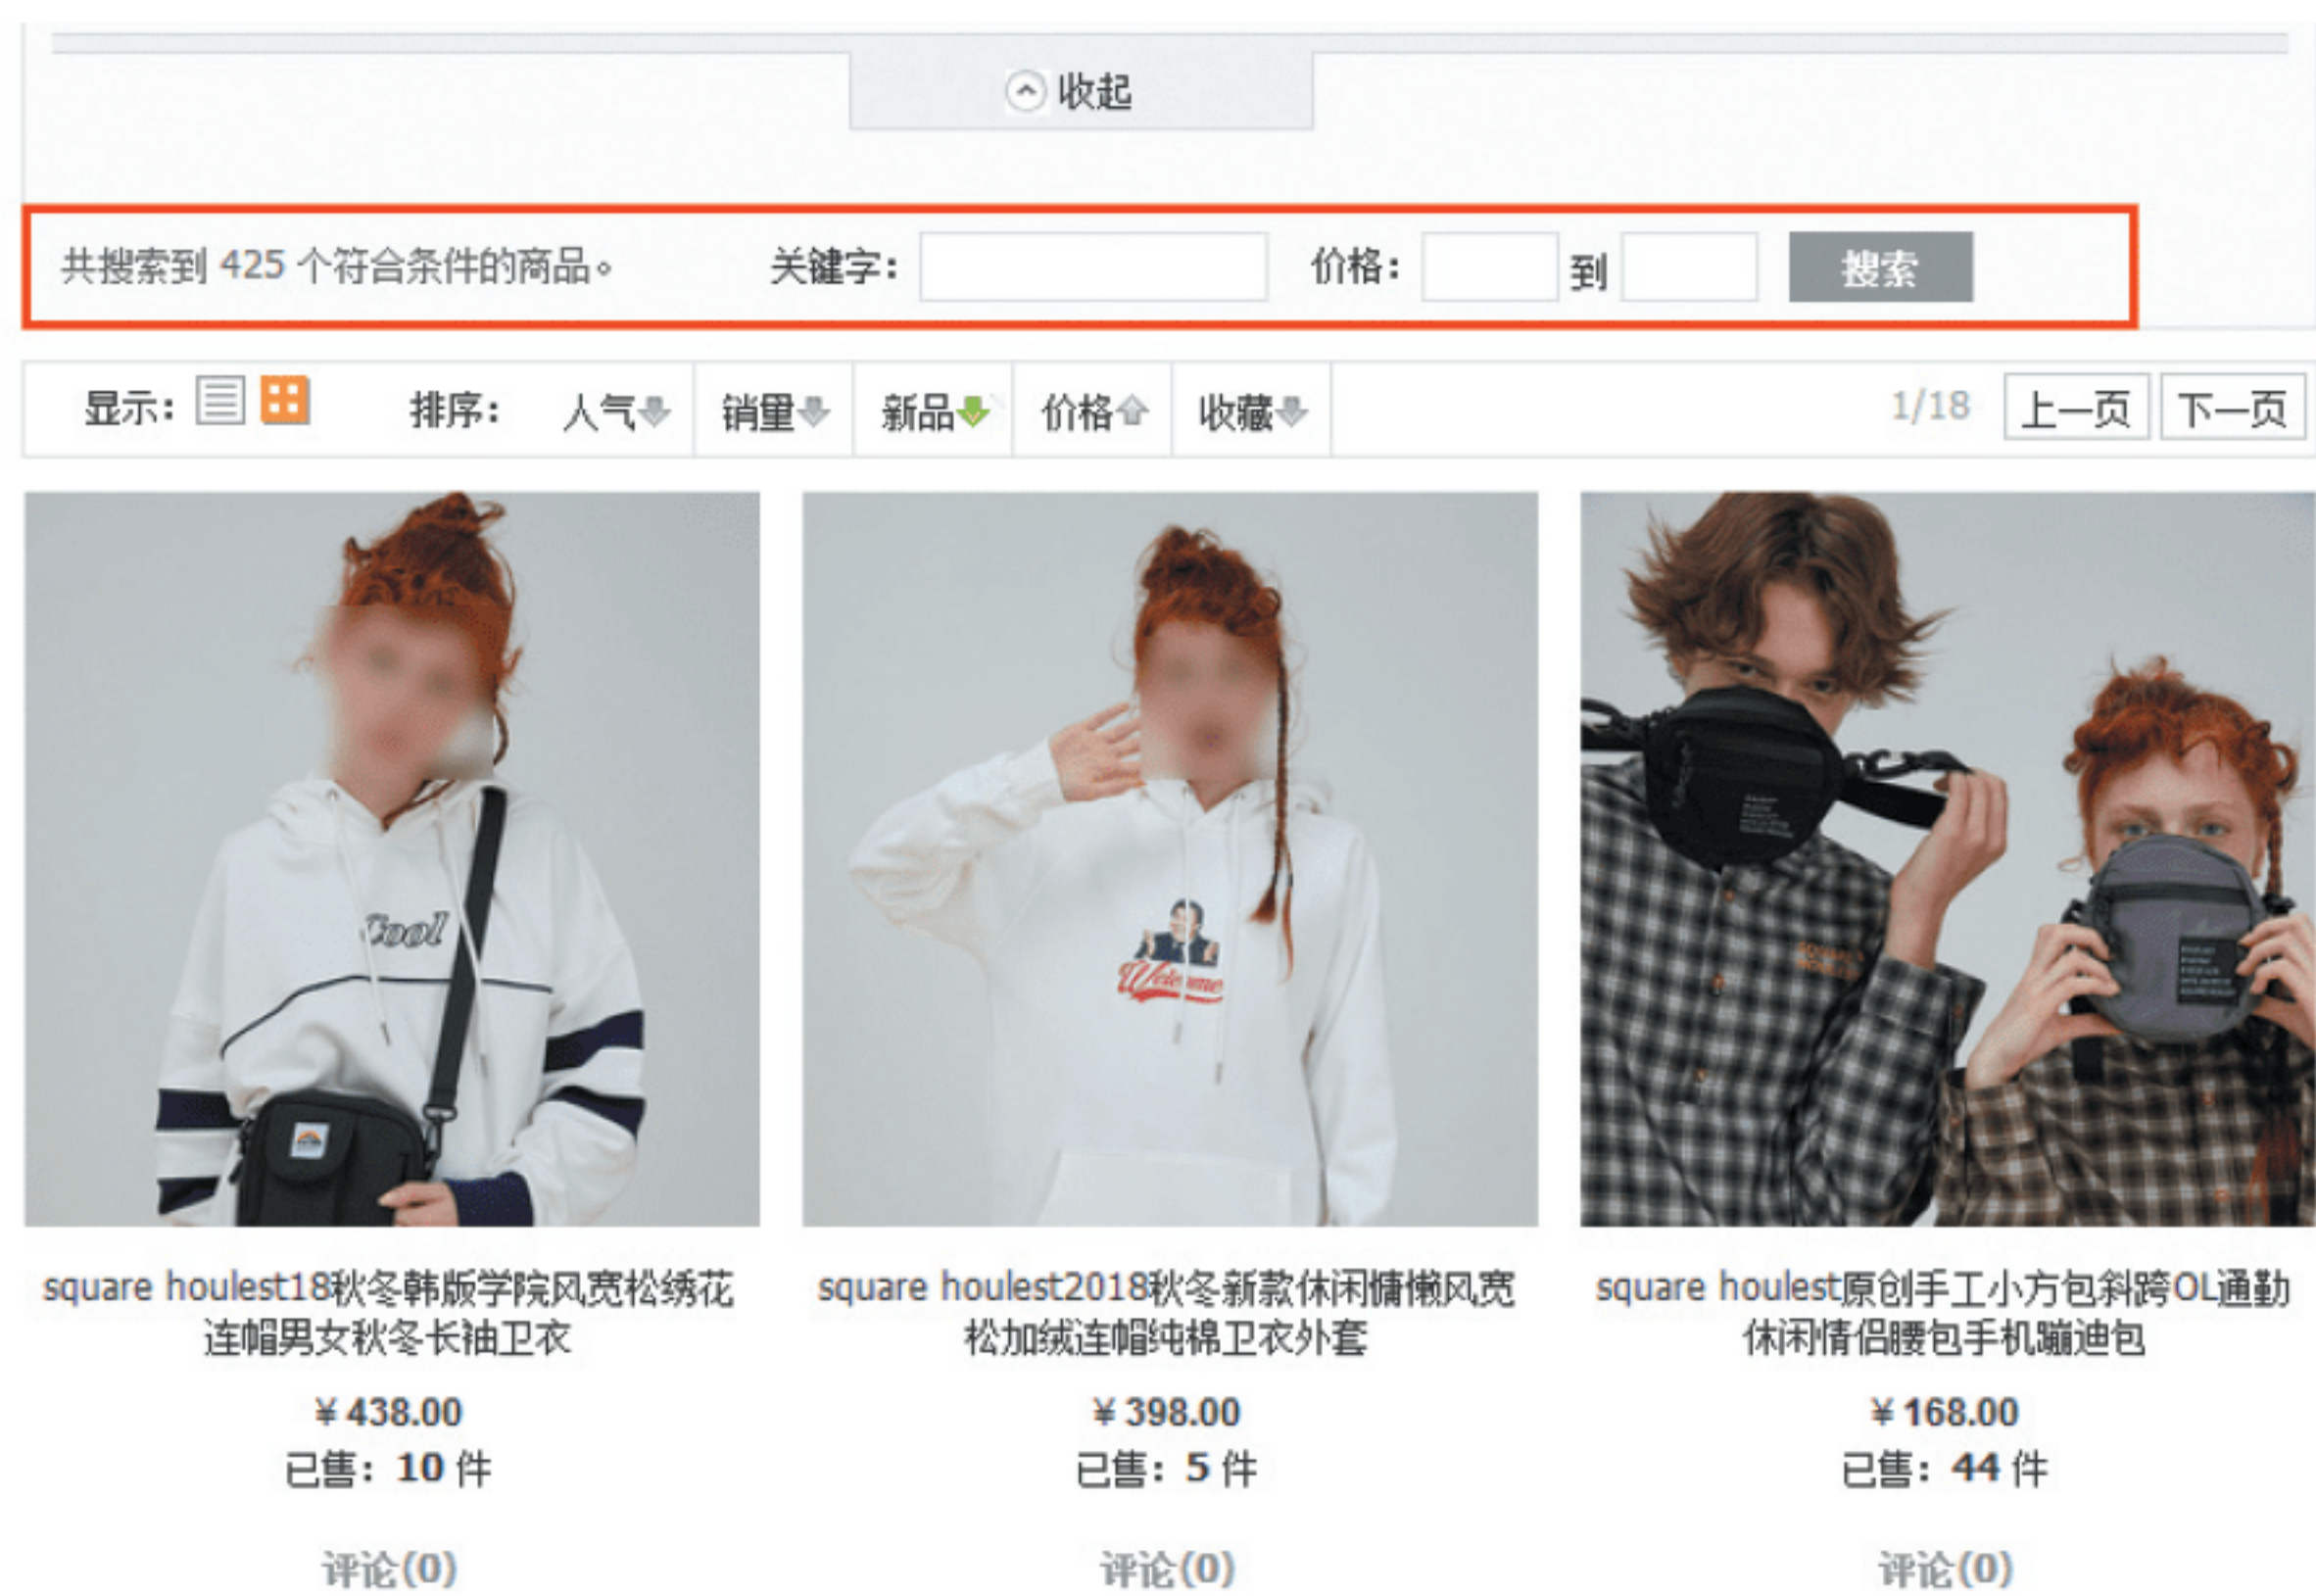 收起
共搜索到 425 个符合条件的商品。 关键字： 价格： 到 搜索
显示： 排序： 人气 销量 新品 价格 收藏 1/18 上一页 下一页
Cool
square houlest18秋冬韩版学院风宽松绣花
连帽男女秋冬长袖卫衣
￥438.00
已售：10 件
评论(0)
Welcome
square houlest2018秋冬新款休闲慵懒风宽
松加绒连帽纯棉卫衣外套
￥398.00
已售：5 件
评论(0)
square houlest原创手工小方包斜跨OL通勤
休闲情侣腰包手机蹦迪包
￥168.00
已售：44 件
评论(0)